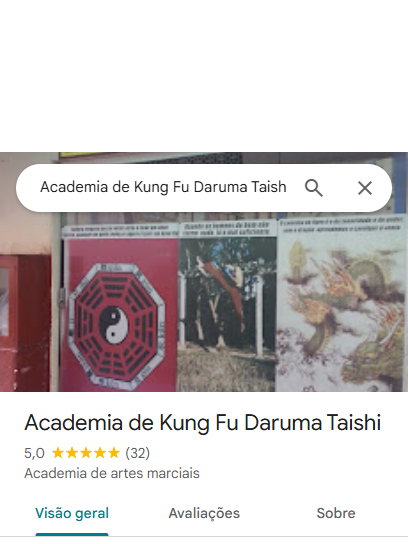 Academia de Kung Fu Daruma Taish
Academia de Kung Fu Daruma Taishi
5,0 (32)
Academia de artes marciais
Visão geral Avaliações Sobre